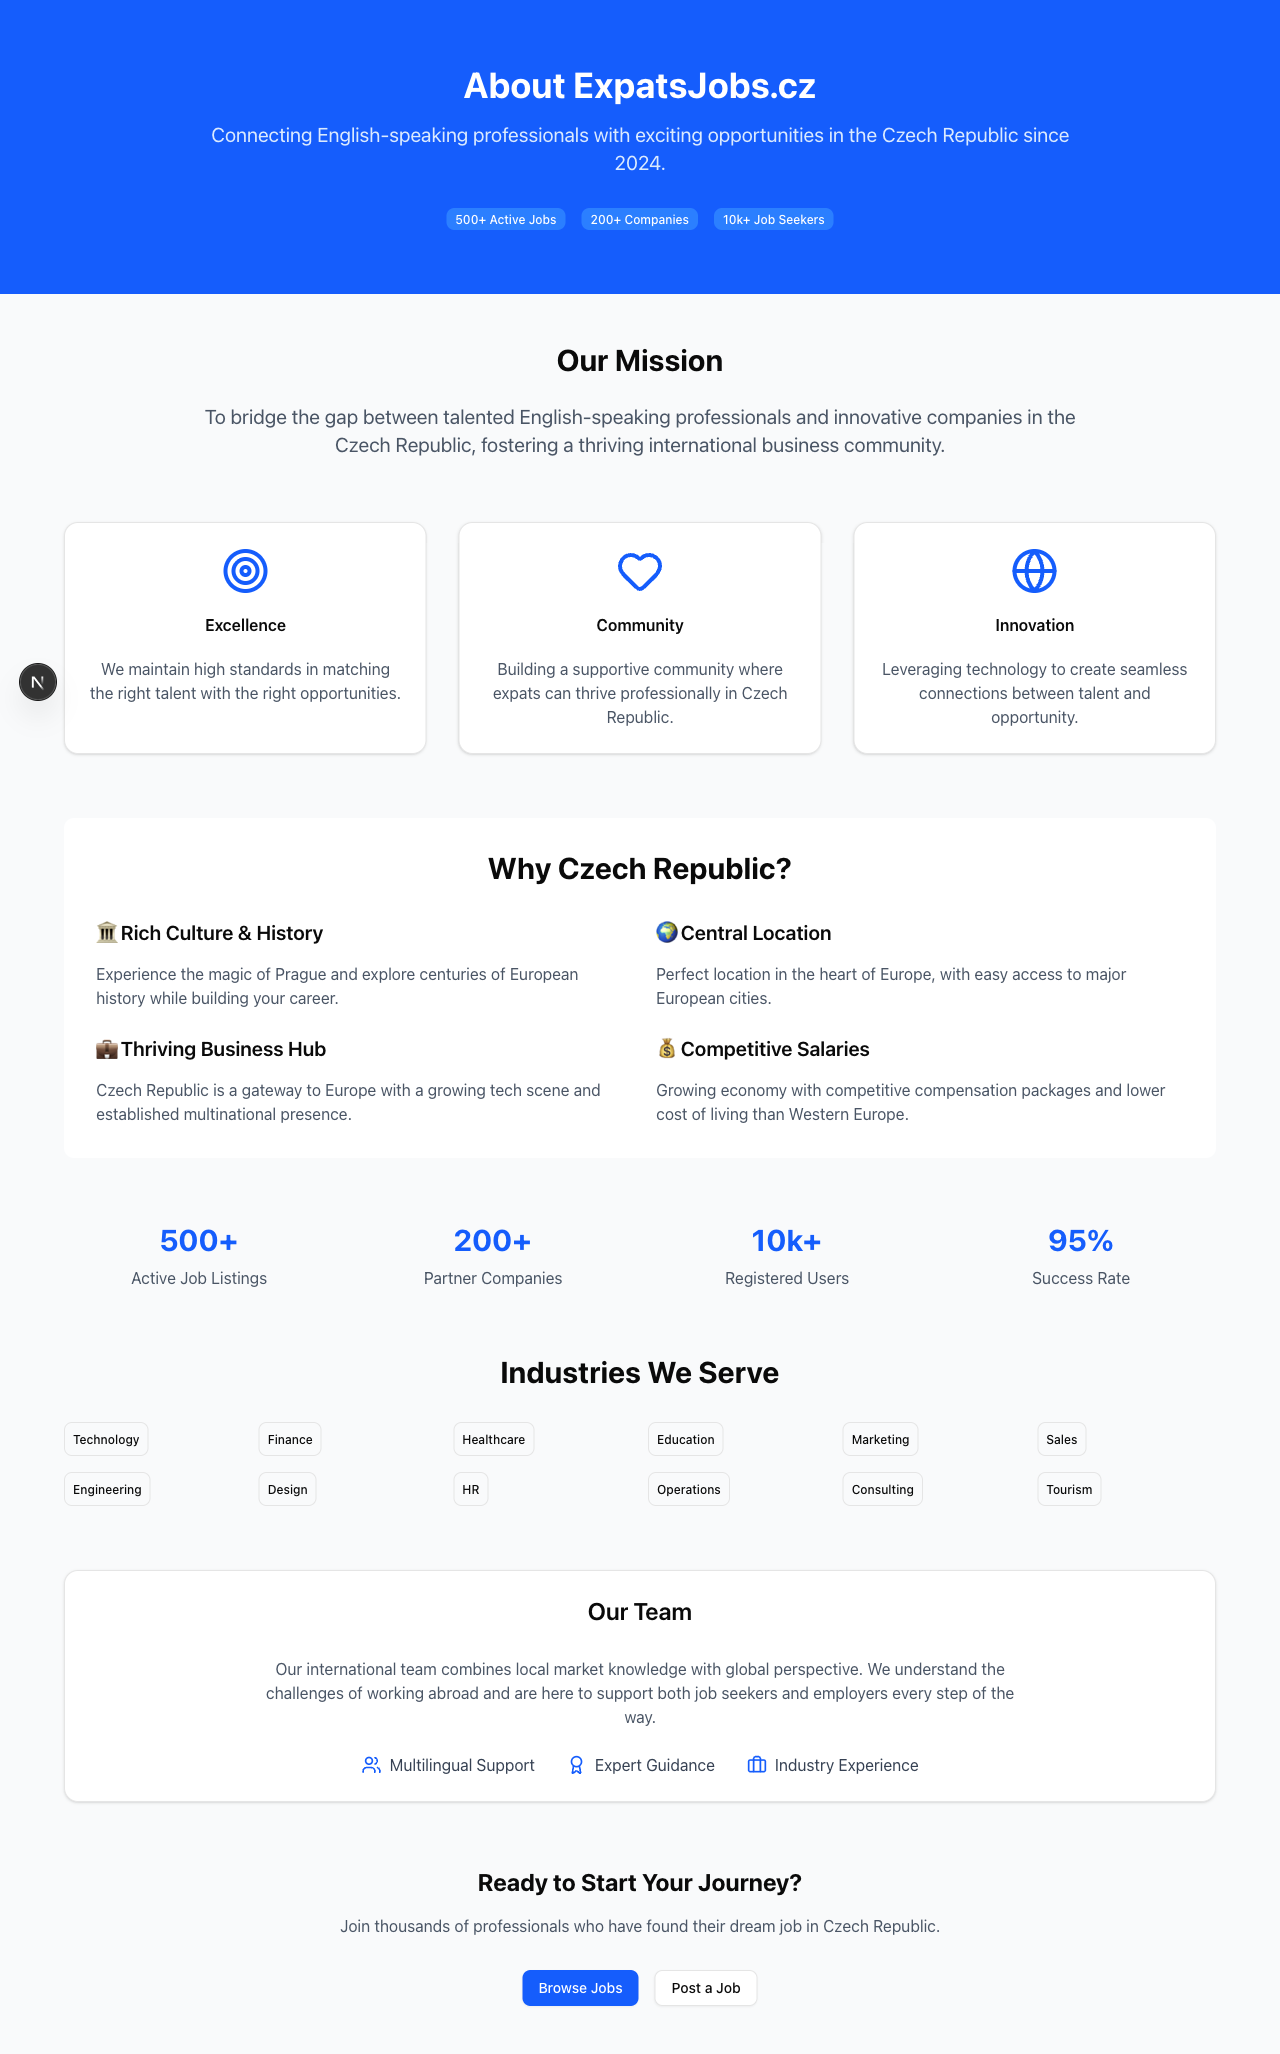 About ExpatsJobs.cz
Connecting English-speaking professionals with exciting opportunities in the Czech Republic since
2024.
500+ Active Jobs
200+ Companies
10k+ Job Seekers
Our Mission
To bridge the gap between talented English-speaking professionals and innovative companies in the
Czech Republic, fostering a thriving international business community.
Excellence
We maintain high standards in matching
the right talent with the right opportunities.
Community
Building a supportive community where
expats can thrive professionally in Czech
Republic.
Innovation
Leveraging technology to create seamless
connections between talent and
opportunity.
N
Why Czech Republic?
🏛️ Rich Culture & History
Experience the magic of Prague and explore centuries of European
history while building your career.
🌍 Central Location
Perfect location in the heart of Europe, with easy access to major
European cities.
💼 Thriving Business Hub
Czech Republic is a gateway to Europe with a growing tech scene and
established multinational presence.
💰 Competitive Salaries
Growing economy with competitive compensation packages and lower
cost of living than Western Europe.
500+
Active Job Listings
200+
Partner Companies
10k+
Registered Users
95%
Success Rate
Industries We Serve
Technology
Finance
Healthcare
Education
Marketing
Sales
Engineering
Design
HR
Operations
Consulting
Tourism
Our Team
Our international team combines local market knowledge with global perspective. We understand the
challenges of working abroad and are here to support both job seekers and employers every step of the
way.
Multilingual Support
Expert Guidance
Industry Experience
Ready to Start Your Journey?
Join thousands of professionals who have found their dream job in Czech Republic.
Browse Jobs
Post a Job